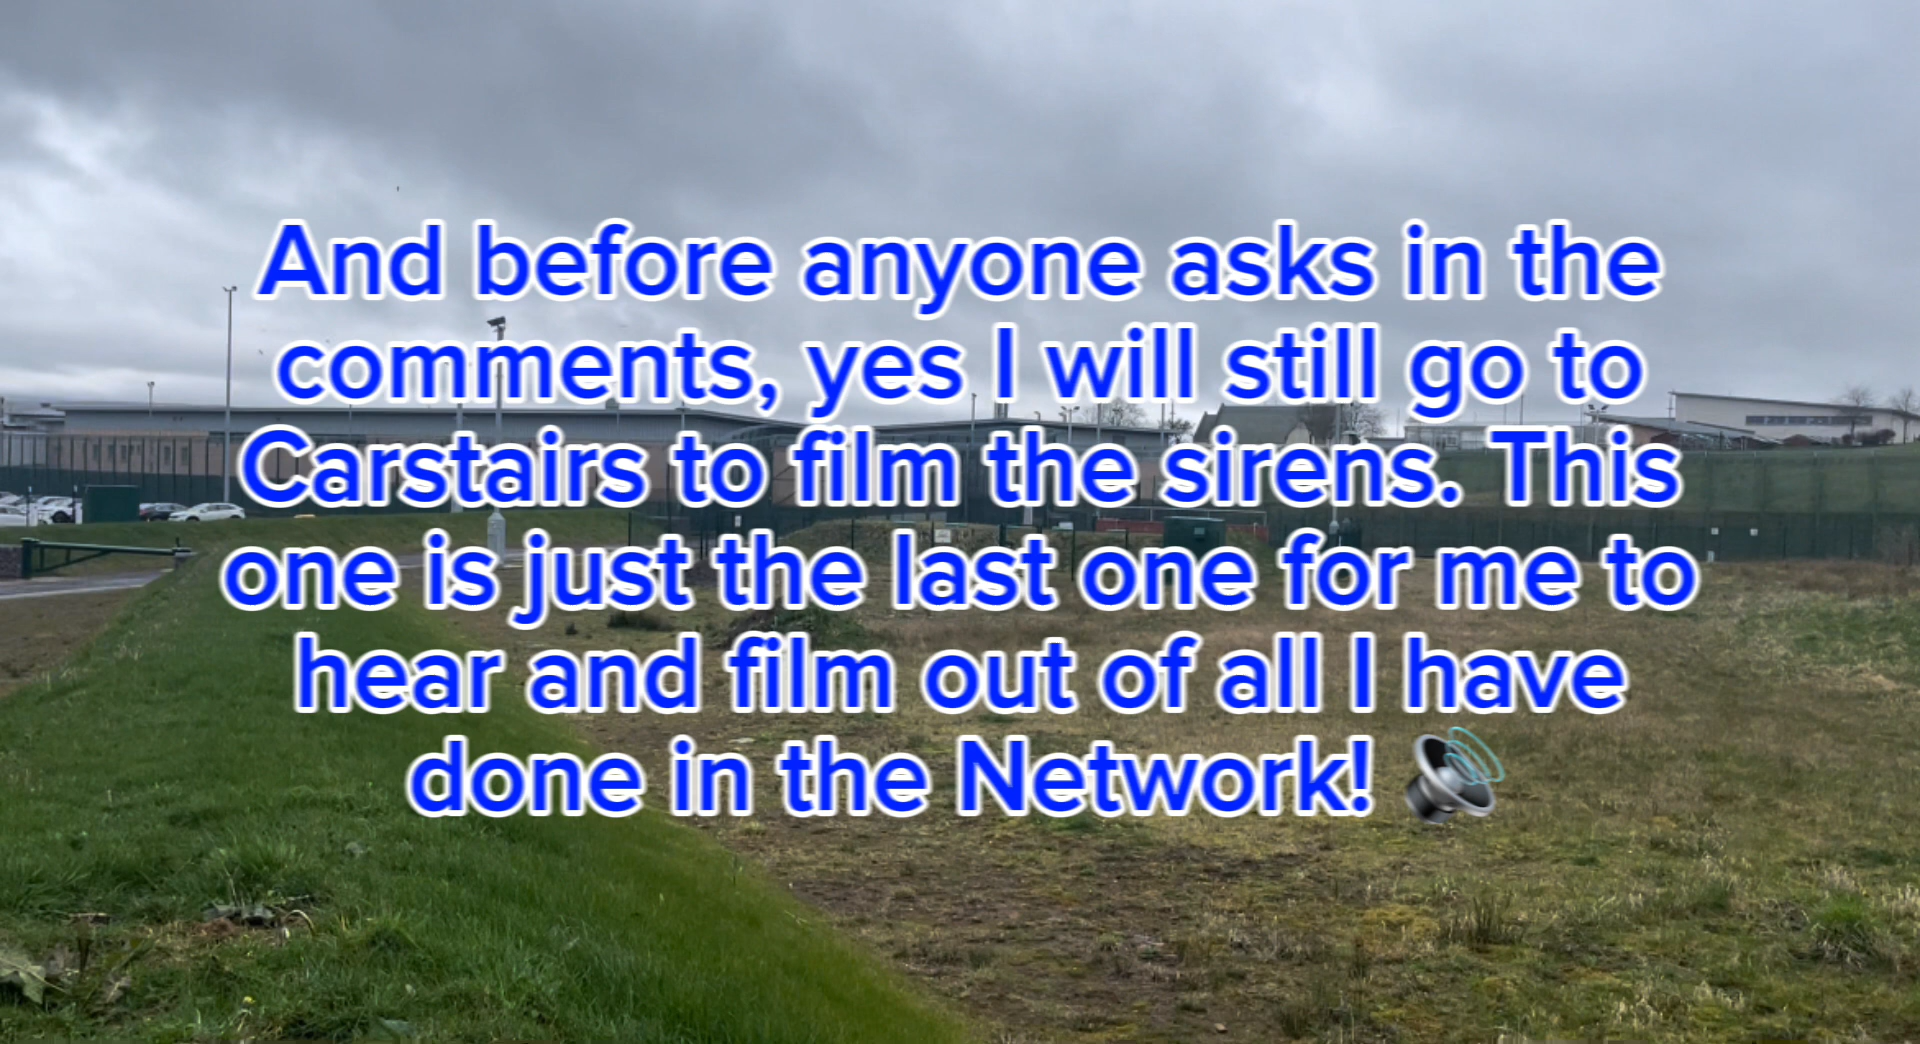 And before anyone asks in the
comments, yes I will still go to
Carstairs to film the sirens. This
one is just the last one for me to
hear and film out of all I have
done in the Network! 🔊